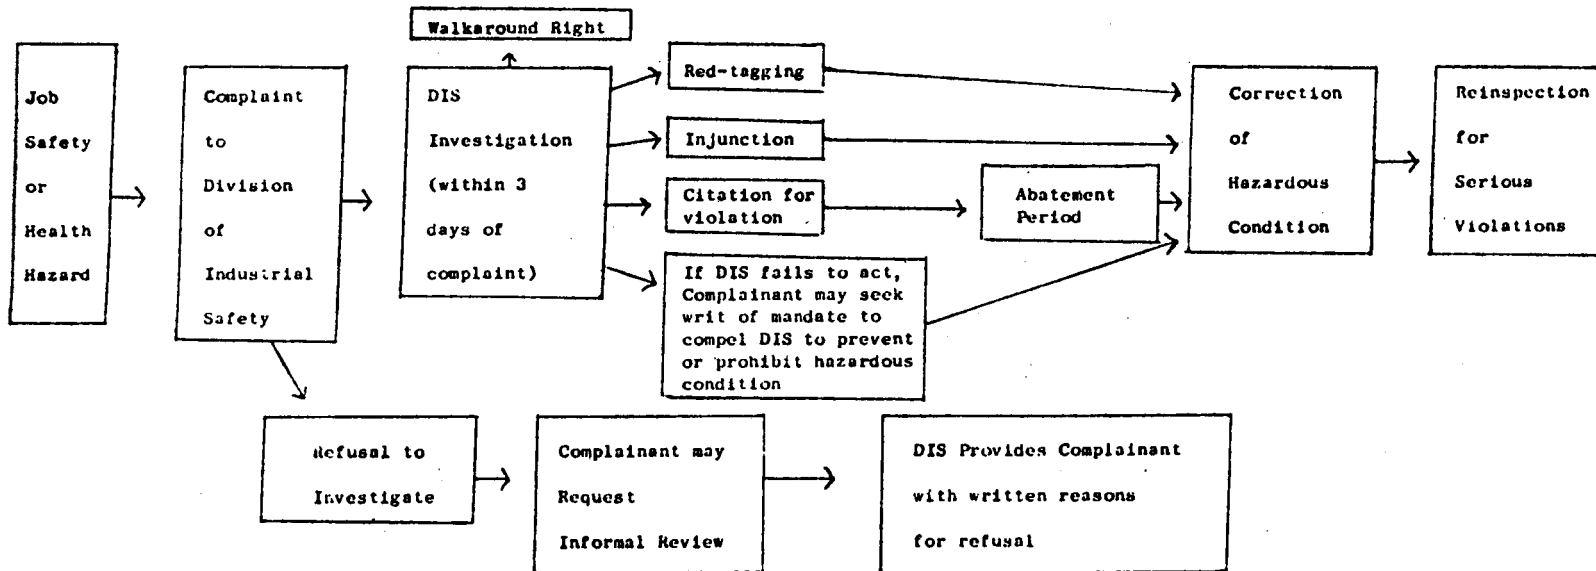 Walkaround Right
Job
Safety
or
Health
Hazard
Complaint
to
Division
of
Industrial
Safety
DIS
Investigation
(within 3
days of
complaint)
Red-tagging
Injunction
Citation for
violation
If DIS fails to act,
Complainant may seek
writ of mandate to
compel DIS to prevent
or prohibit hazardous
condition
Abatement
Period
Correction
of
Hazardous
Condition
Reinspection
for
Serious
Violations
Refusal to
Investigate
Complainant may
Request
Informal Review
DIS Provides Complainant
with written reasons
for refusal